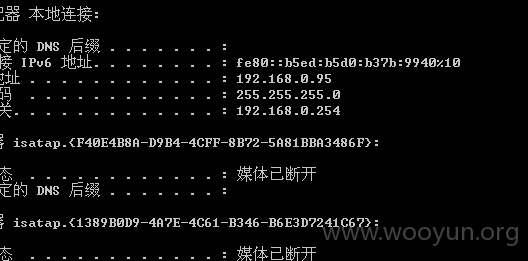 配器 本地连接:
定的 DNS 后缀 . . . . . . . :
接 IPv6 地址. . . . . . . . : fe80::b5ed:b5d0:b37b:9940%10
地址 . . . . . . . . . . . . : 192.168.0.95
码 . . . . . . . . . . . . : 255.255.255.0
关. . . . . . . . . . . . . : 192.168.0.254
器 isatap.{F40E4B8A-D9B4-4CFF-8B72-5A81BBA3486F}:
态 . . . . . . . . . . . . : 媒体已断开
定的 DNS 后缀 . . . . . . . :
器 isatap.{1389B0D9-4A7E-4C61-B346-B6E3D7241C67}:
态 . . . . . . . . . . . . : 媒体已断开
www.wooyun.org